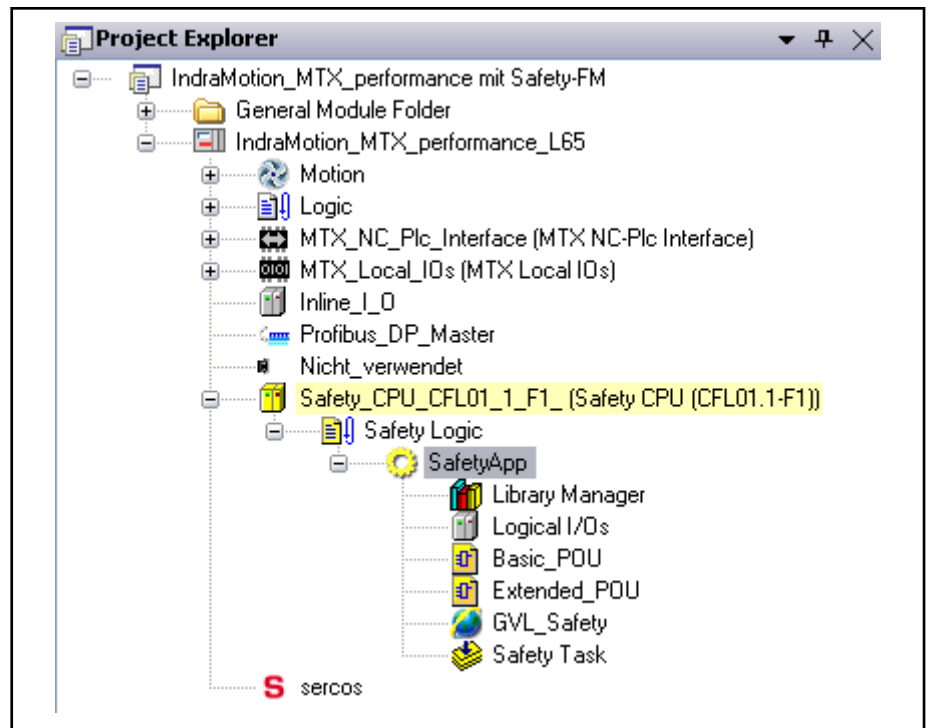 Project Explorer
IndraMotion_MTX_performance mit Safety-FM
General Module Folder
IndraMotion_MTX_performance_L65
Motion
Logic
MTX_NC_Plc_Interface (MTX NC-Plc Interface)
MTX_Local_IOs (MTX Local IOs)
Inline_I_O
Profibus_DP_Master
Nicht_verwendet
Safety_CPU_CFL01_1_F1_ (Safety CPU (CFL01.1-F1))
Safety Logic
SafetyApp
Library Manager
Logical I/Os
Basic_POU
Extended_POU
GVL_Safety
Safety Task
S sercos